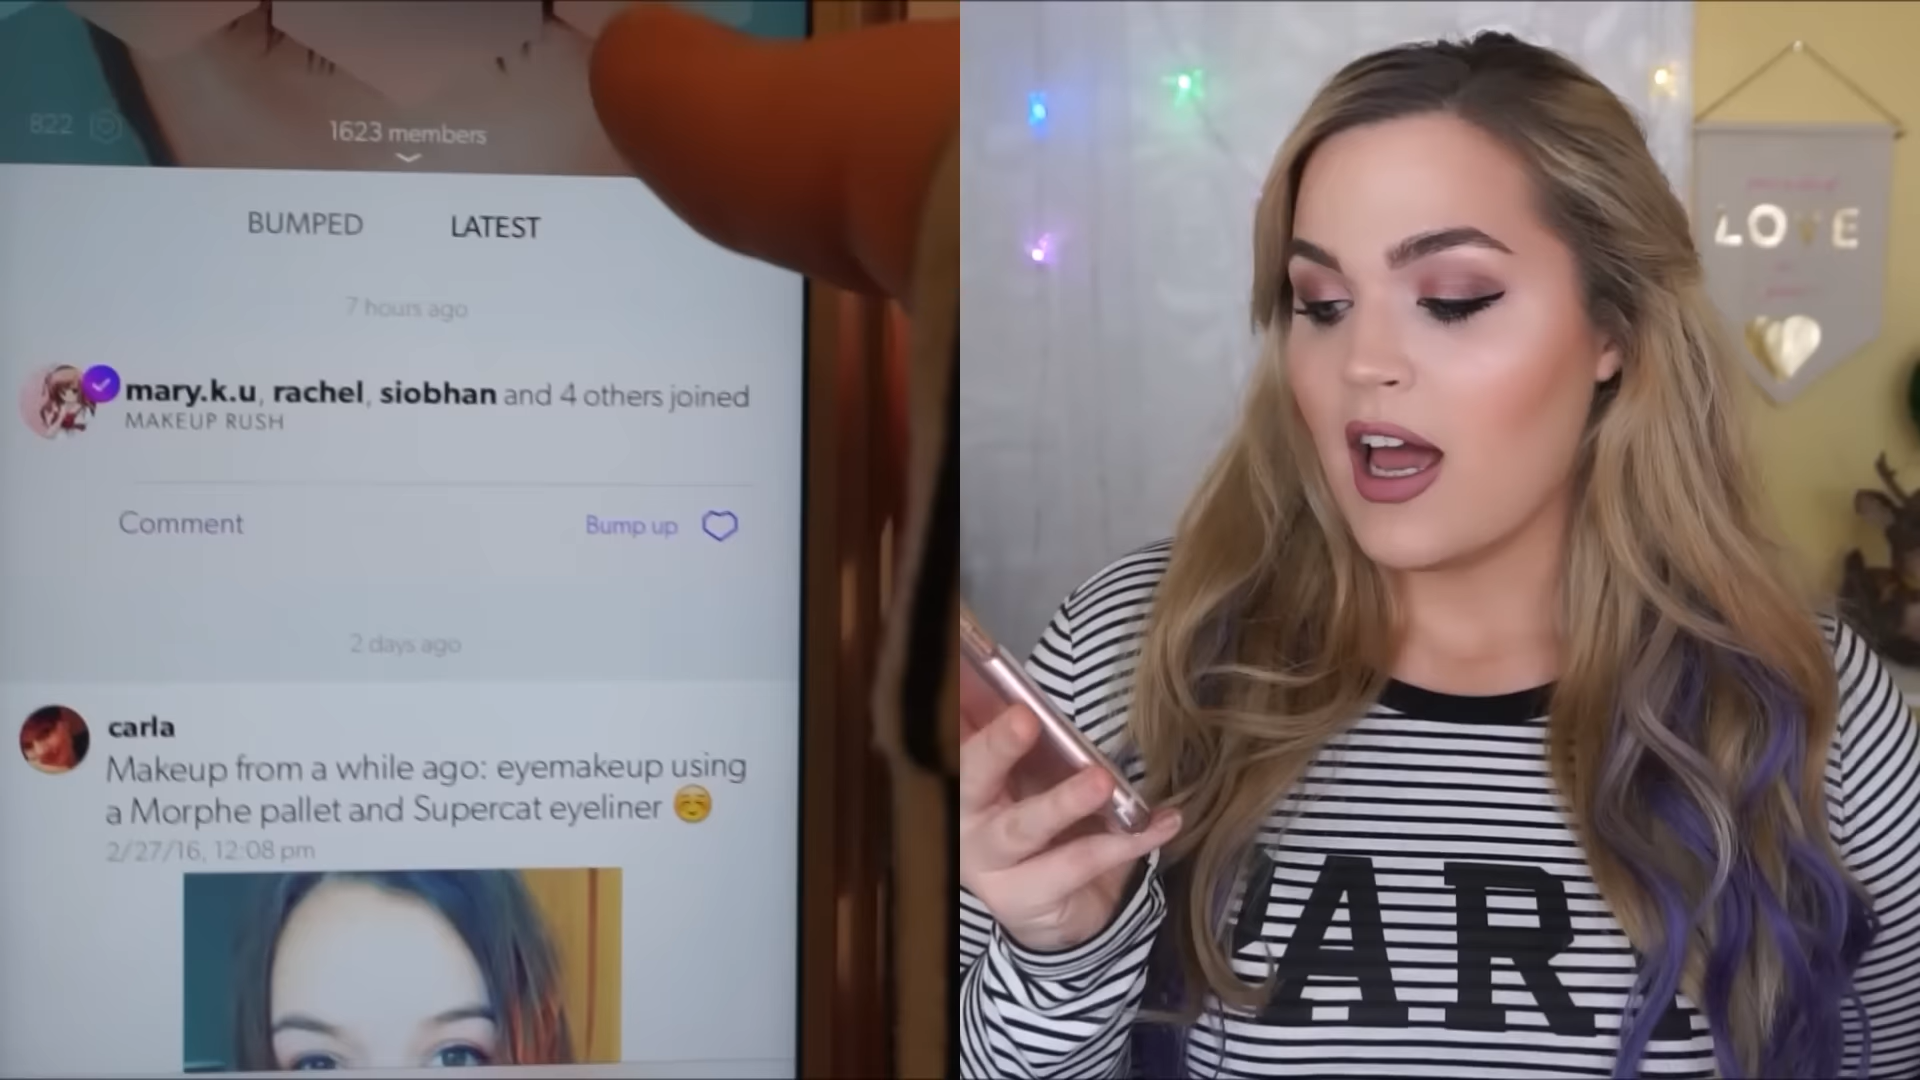 822
1623 members
BUMPED LATEST
7 hours ago
mary.k.u, rachel, siobhan and 4 others joined
MAKEUP RUSH
Comment Bump up
2 days ago
carla
Makeup from a while ago: eyemakeup using
a Morphe pallet and Supercat eyeliner ☺️
2/27/16, 12:08 pm
LOVE
AR